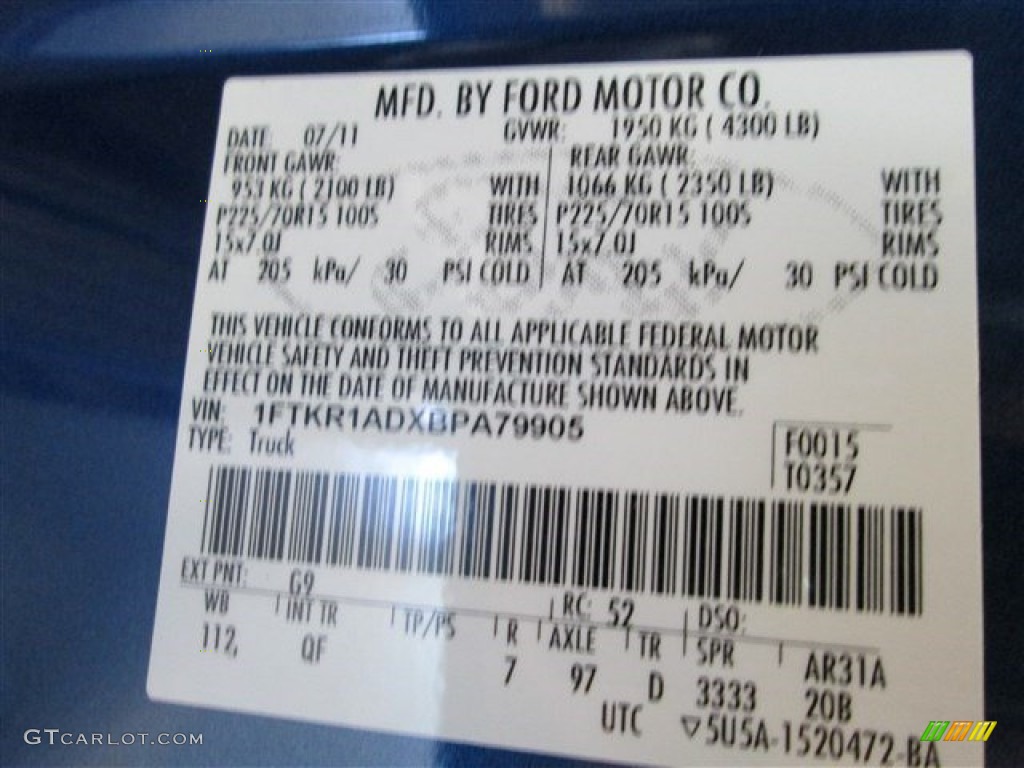 MFD. BY FORD MOTOR CO.
DATE: 07/11 GVWR: 1950 KG ( 4300 LB)
FRONT GAWR: REAR GAWR:
953 KG ( 2100 LB) WITH 1066 KG ( 2350 LB) WITH
P225/70R15 100S TIRES P225/70R15 100S TIRES
15x7.0J RIMS 15x7.0J RIMS
AT 205 kPa/ 30 PSI COLD AT 205 kPa/ 30 PSI COLD
THIS VEHICLE CONFORMS TO ALL APPLICABLE FEDERAL MOTOR
VEHICLE SAFETY AND THEFT PREVENTION STANDARDS IN
EFFECT ON THE DATE OF MANUFACTURE SHOWN ABOVE.
VIN: 1FTKR1ADXBPA79905
TYPE: Truck
F0015
T0357
EXT PNT: G9 RC: 52 DSO:
WB INT TR TP/PS R AXLE TR SPR AR31A
112, QF 7 97 D 3333 20B
UTC ▽5U5A-1520472-BA
GTCARLOT.COM